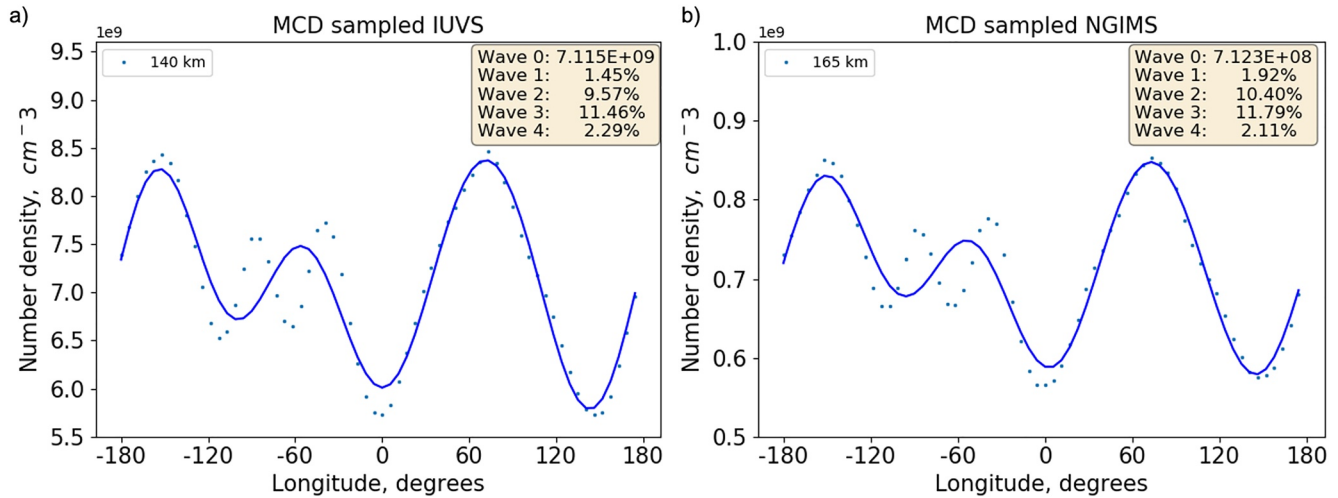 a)
MCD sampled IUVS
1e9
140 km
Wave 0: 7.115E+09
Wave 1: 1.45%
Wave 2: 9.57%
Wave 3: 11.46%
Wave 4: 2.29%
Number density, cm⁻3
9.5
9.0
8.5
8.0
7.5
7.0
6.5
6.0
5.5
-180 -120 -60 0 60 120 180
Longitude, degrees
b)
MCD sampled NGIMS
1e9
165 km
Wave 0: 7.123E+08
Wave 1: 1.92%
Wave 2: 10.40%
Wave 3: 11.79%
Wave 4: 2.11%
Number density, cm⁻3
1.0
0.9
0.8
0.7
0.6
0.5
-180 -120 -60 0 60 120 180
Longitude, degrees